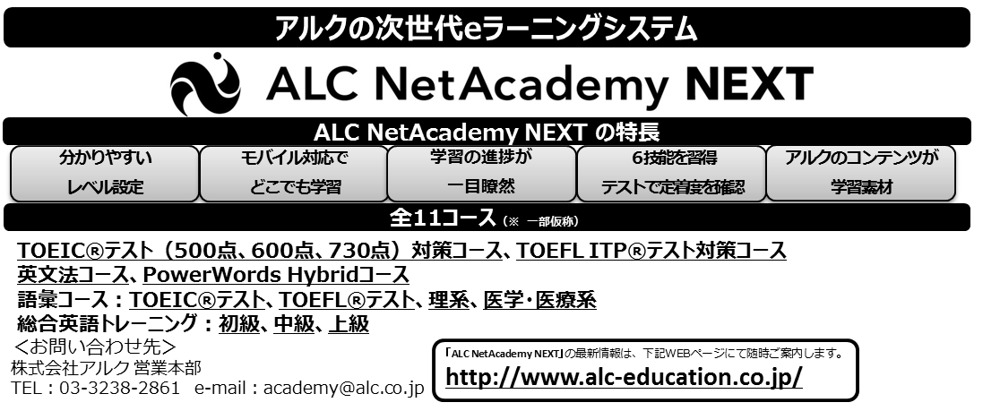 アルクの次世代eラーニングシステム
ALC NetAcademy NEXT
ALC NetAcademy NEXT の特長
分かりやすい
レベル設定
モバイル対応で
どこでも学習
学習の進捗が
一目瞭然
６技能を習得
テストで定着度を確認
アルクのコンテンツが
学習素材
全11コース（※ 一部仮称）
TOEIC®テスト（500点、600点、730点）対策コース、TOEFL ITP®テスト対策コース
英文法コース、PowerWords Hybridコース
語彙コース：TOEIC®テスト、TOEFL®テスト、理系、医学・医療系
総合英語トレーニング：初級、中級、上級
＜お問い合わせ先＞
株式会社アルク 営業本部
TEL：03-3238-2861 e-mail：academy@alc.co.jp
「ALC NetAcademy NEXT」の最新情報は、下記WEBページにて随時ご案内します。
http://www.alc-education.co.jp/